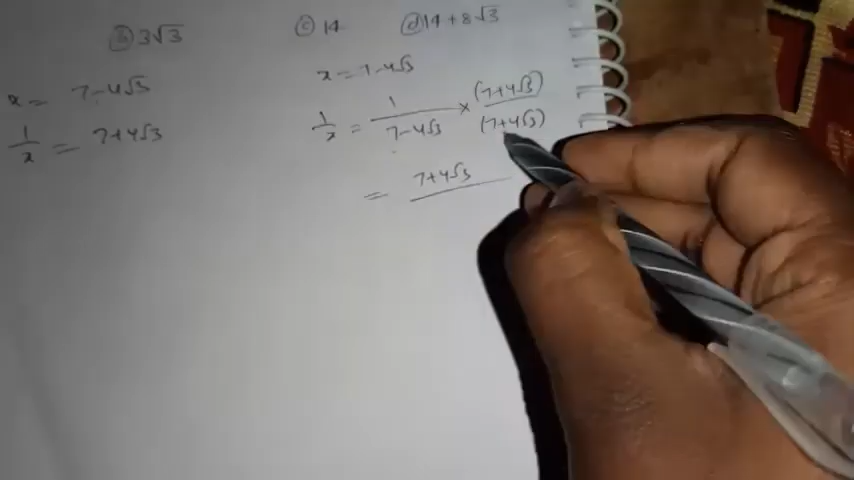 (b) 3√3 (c) 14 (d) 14+8√3
x = 7-4√3
1/x = 7+4√3
x = 7-4√3
1/x = 1/7-4√3 × (7+4√3)/(7+4√3)
= 7+4√3